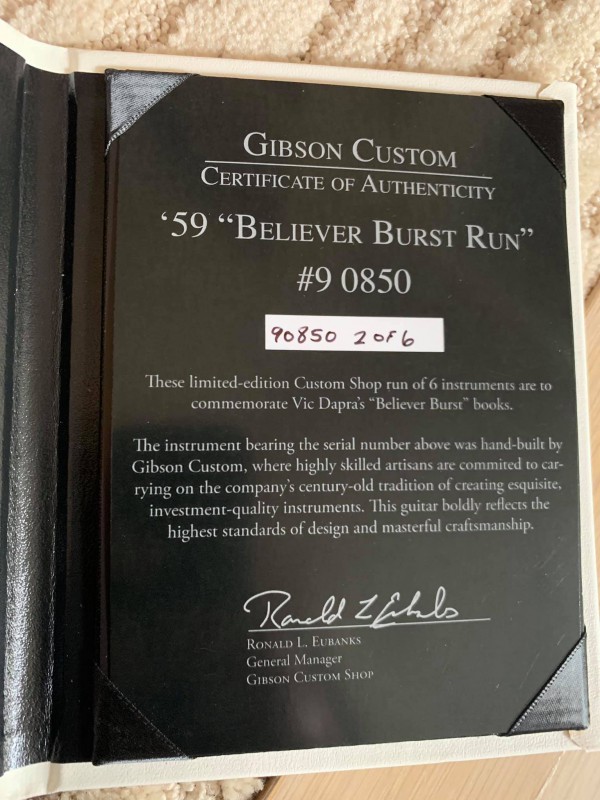 GIBSON CUSTOM
CERTIFICATE OF AUTHENTICITY
‘59 “BELIEVER BURST RUN”
#9 0850
90850 2 OF 6
These limited-edition Custom Shop run of 6 instruments are to
commemorate Vic Dapra's “Believer Burst” books.
The instrument bearing the serial number above was hand-built by
Gibson Custom, where highly skilled artisans are commited to car-
rying on the company's century-old tradition of creating esquisite,
investment-quality instruments. This guitar boldly reflects the
highest standards of design and masterful craftsmanship.
Ronald L Eubanks
RONALD L. EUBANKS
General Manager
GIBSON CUSTOM SHOP